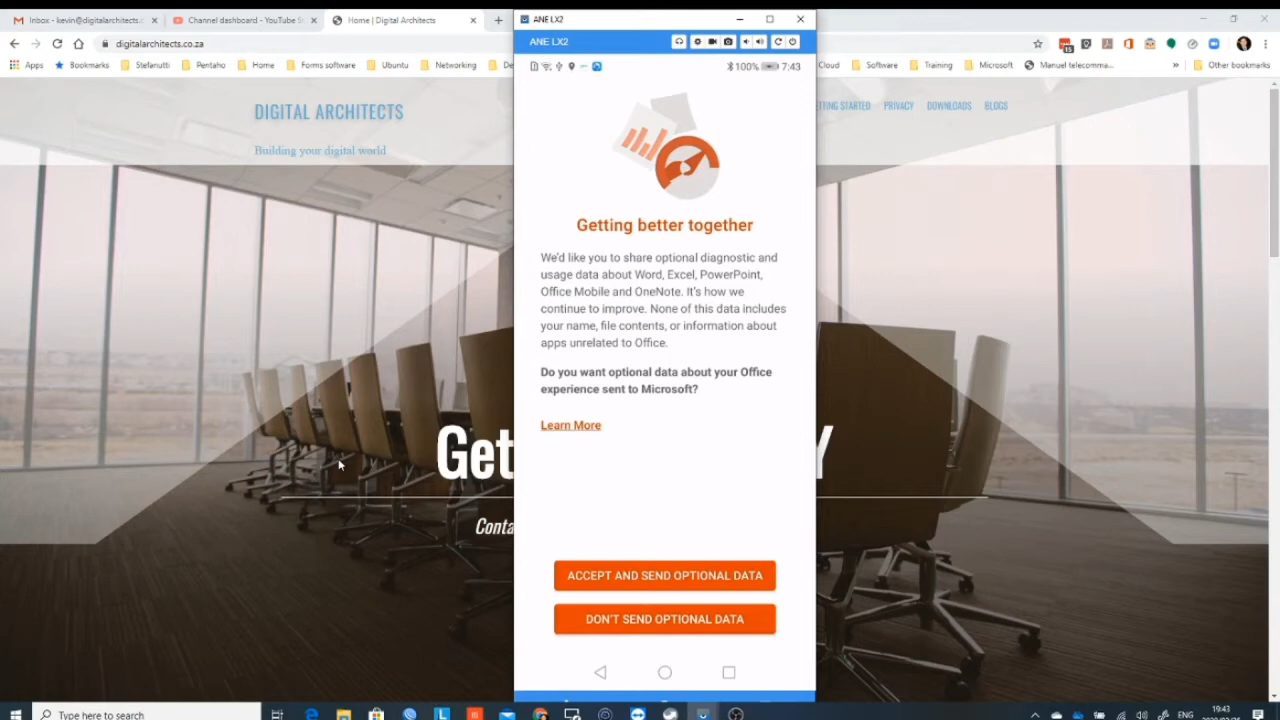 Inbox - kevin@digitalarchitects.c
Channel dashboard - YouTube S
Home | Digital Architects
ANE LX2
digitalarchitects.co.za
15
Apps
Bookmarks
Stefanutti
Pentaho
Home
Forms software
Ubuntu
Networking
De
Cloud
Software
Training
Microsoft
Manuel telecomma...
»
Other bookmarks
ANE LX2
100%
7:43
DIGITAL ARCHITECTS
Building your digital world
ETTING STARTED
PRIVACY
DOWNLOADS
BLOGS
Getting better together
We'd like you to share optional diagnostic and
usage data about Word, Excel, PowerPoint,
Office Mobile and OneNote. It's how we
continue to improve. None of this data includes
your name, file contents, or information about
apps unrelated to Office.
Do you want optional data about your Office
experience sent to Microsoft?
Learn More
Get
Y
Conta
ACCEPT AND SEND OPTIONAL DATA
DON'T SEND OPTIONAL DATA
Type here to search
ENG
19:43